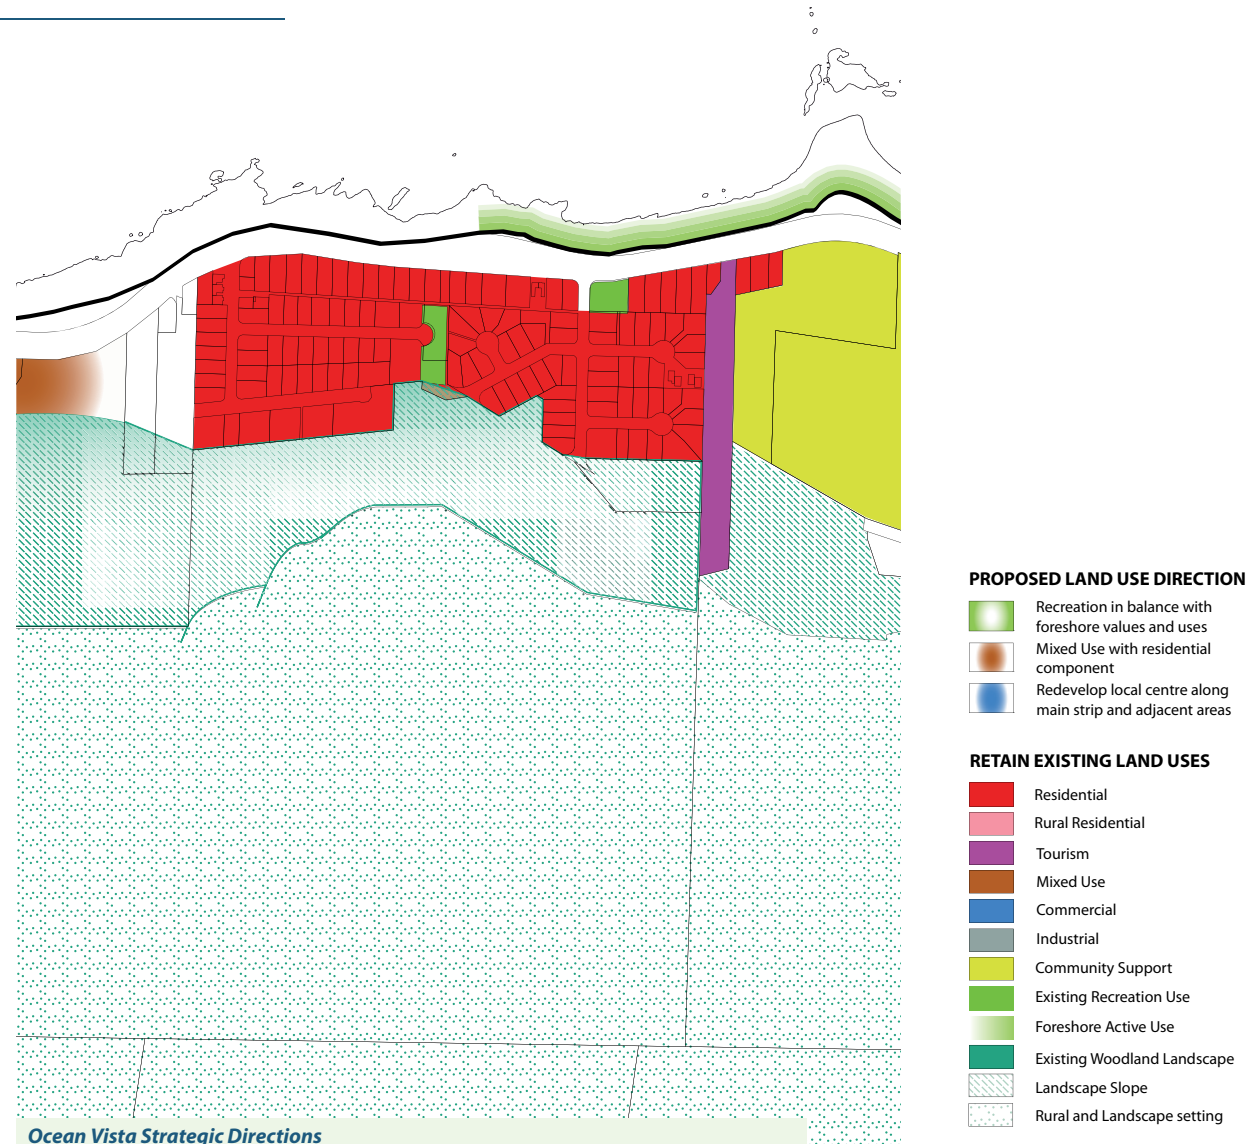 PROPOSED LAND USE DIRECTION
Recreation in balance with
foreshore values and uses
Mixed Use with residential
component
Redevelop local centre along
main strip and adjacent areas
RETAIN EXISTING LAND USES
Residential
Rural Residential
Tourism
Mixed Use
Commercial
Industrial
Community Support
Existing Recreation Use
Foreshore Active Use
Existing Woodland Landscape
Landscape Slope
Rural and Landscape setting
Ocean Vista Strategic Directions